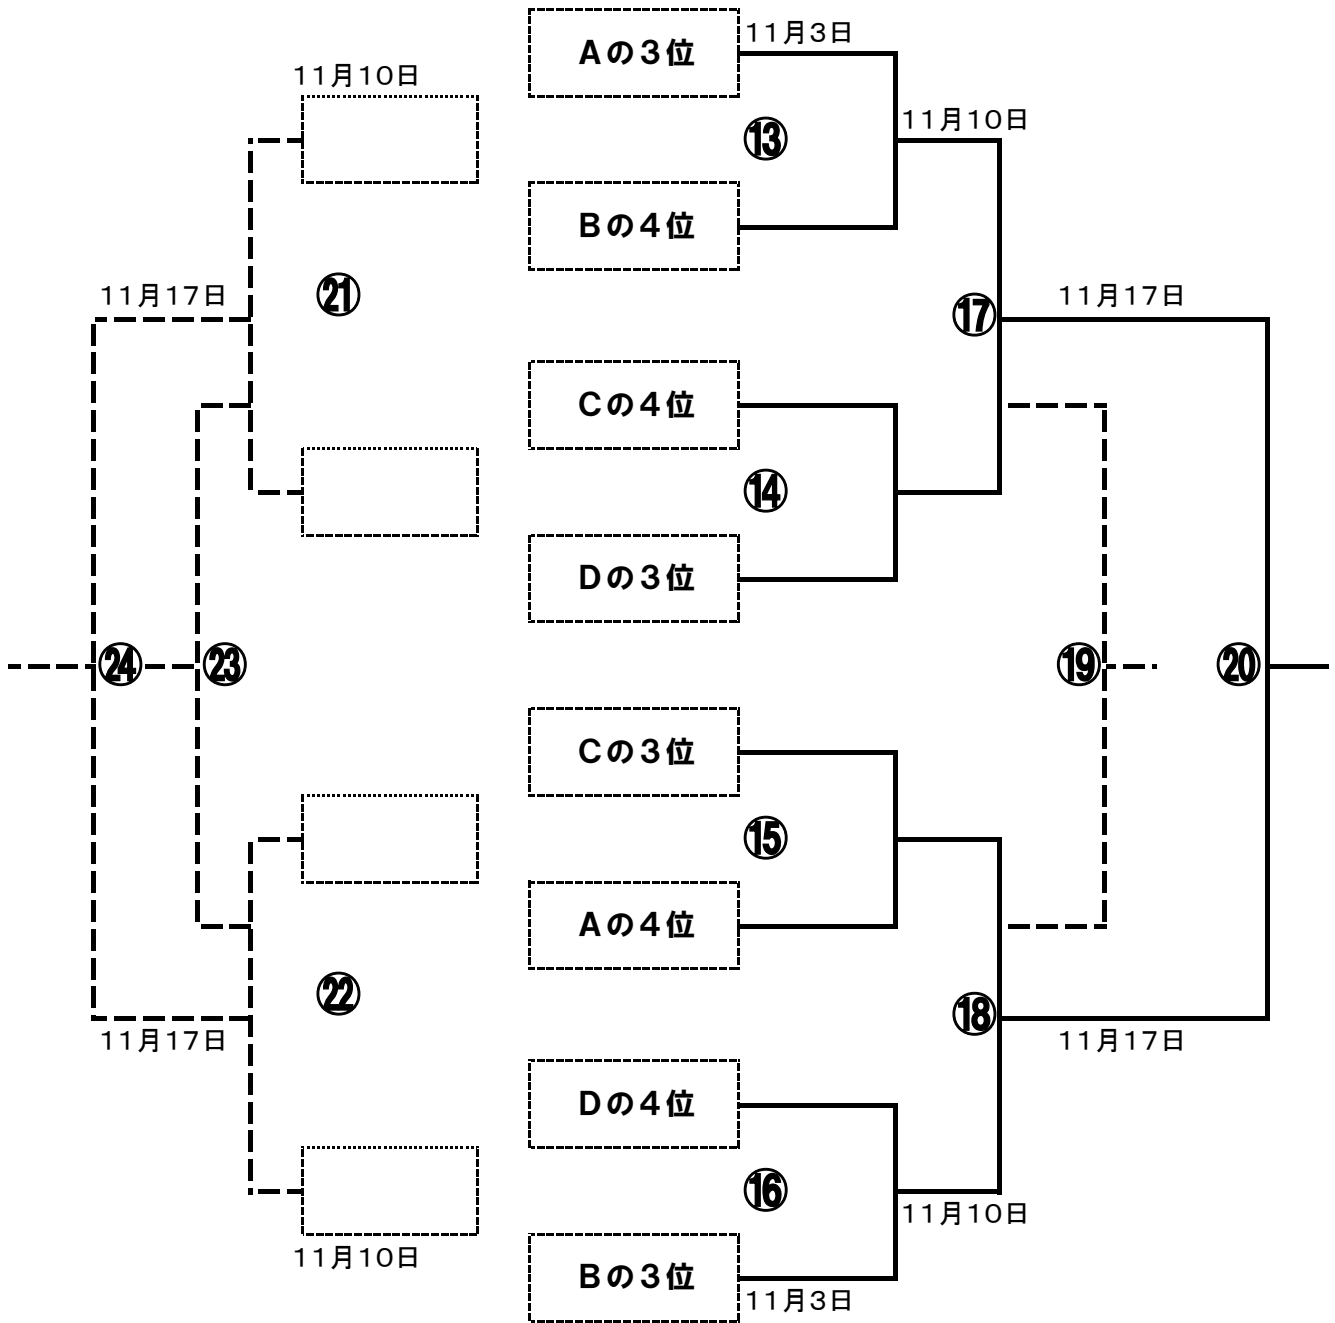 Aの3位
11月3日
11月10日
11月10日
⑬
Bの4位
㉑
11月17日
⑰
11月17日
Cの4位
⑭
Dの3位
㉔
㉓
⑲
⑳
Cの3位
⑮
Aの4位
㉒
⑱
11月17日
11月17日
Dの4位
⑯
11月10日
11月10日
Bの3位
11月3日